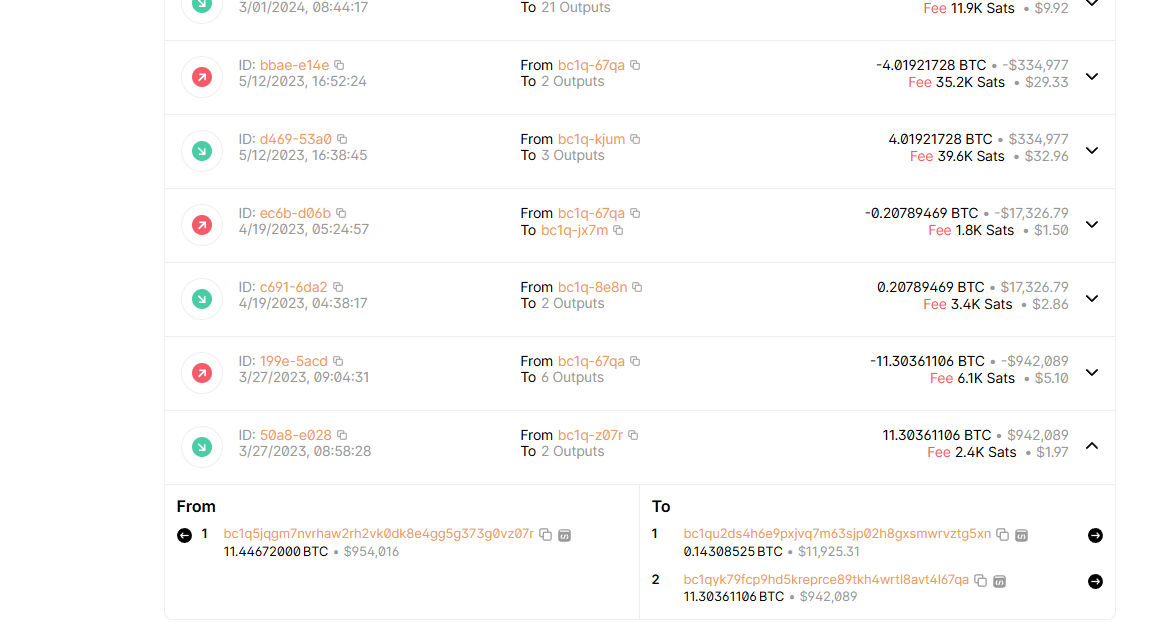 3/01/2024, 08:44:17
To 21 Outputs
Fee 11.9K Sats • $9.92
ID: bbae-e14e
5/12/2023, 16:52:24
From bc1q-67qa
To 2 Outputs
-4.01921728 BTC • -$334,977
Fee 35.2K Sats • $29.33
ID: d469-53a0
5/12/2023, 16:38:45
From bc1q-kjum
To 3 Outputs
4.01921728 BTC • $334,977
Fee 39.6K Sats • $32.96
ID: ec6b-d06b
4/19/2023, 05:24:57
From bc1q-67qa
To bc1q-jx7m
-0.20789469 BTC • -$17,326.79
Fee 1.8K Sats • $1.50
ID: c691-6da2
4/19/2023, 04:38:17
From bc1q-8e8n
To 2 Outputs
0.20789469 BTC • $17,326.79
Fee 3.4K Sats • $2.86
ID: 199e-5acd
3/27/2023, 09:04:31
From bc1q-67qa
To 6 Outputs
-11.30361106 BTC • -$942,089
Fee 6.1K Sats • $5.10
ID: 50a8-e028
3/27/2023, 08:58:28
From bc1q-z07r
To 2 Outputs
11.30361106 BTC • $942,089
Fee 2.4K Sats • $1.97
From
1 bc1q5jqgm7nvrhaw2rh2vk0dk8e4gg5g373g0vz07r
11.44672000 BTC • $954,016
To
1 bc1qu2ds4h6e9pxjvq7m63sjp02h8gxsmwrvztg5xn
0.14308525 BTC • $11,925.31
2 bc1qyk79fcp9hd5kreprce89tkh4wrtl8avt4l67qa
11.30361106 BTC • $942,089